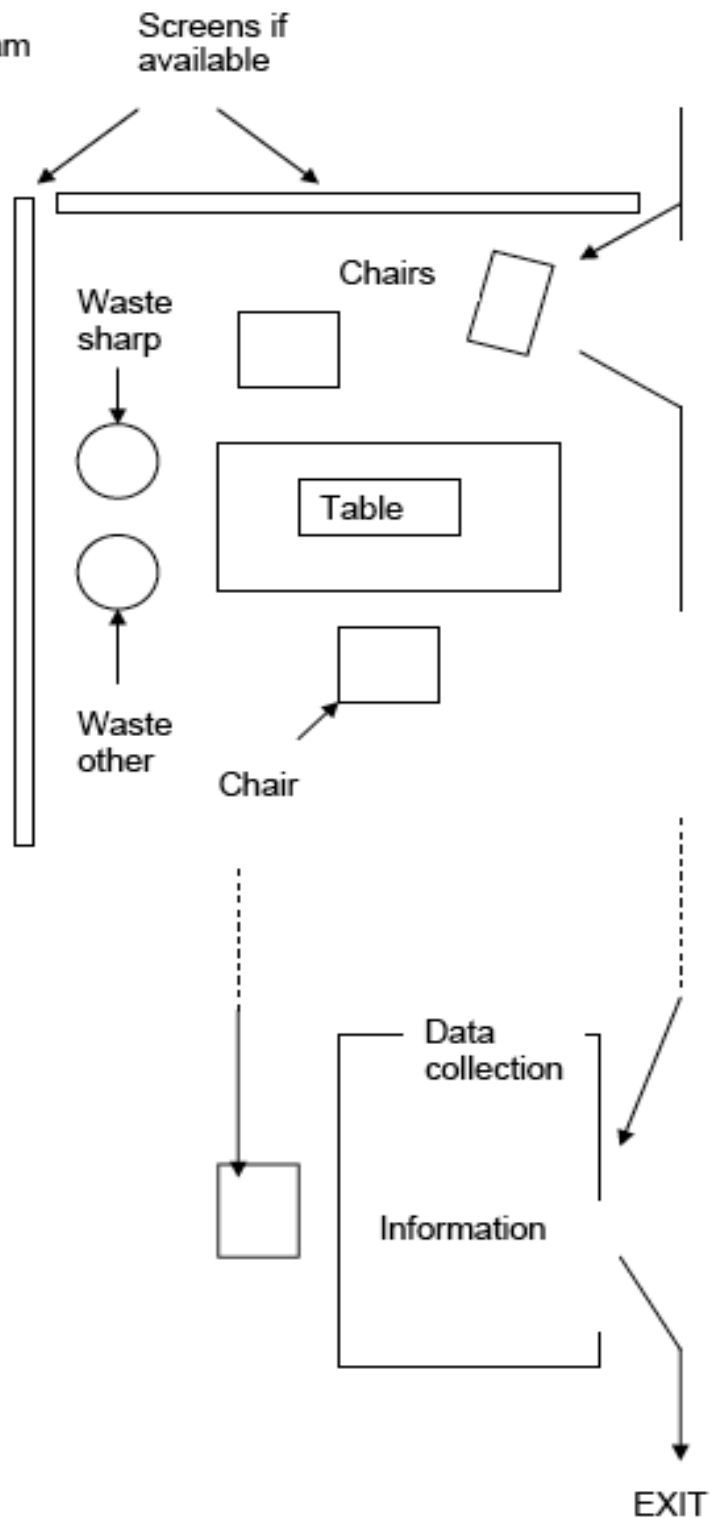 Screens if
available
Chairs
Waste
sharp
Table
Waste
other
Chair
Data
collection
Information
EXIT